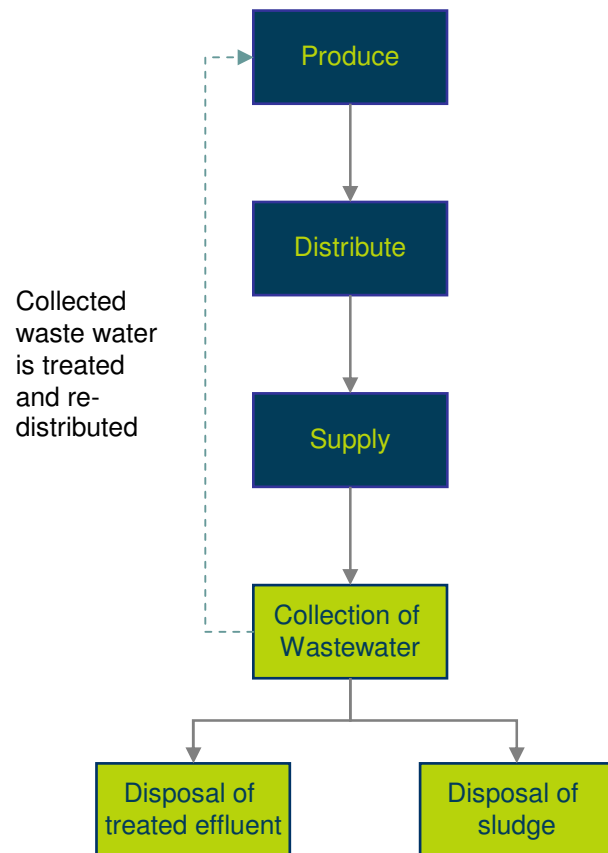 Produce
Distribute
Collected
waste water
is treated
and re-
distributed
Supply
Collection of
Wastewater
Disposal of
treated effluent
Disposal of
sludge